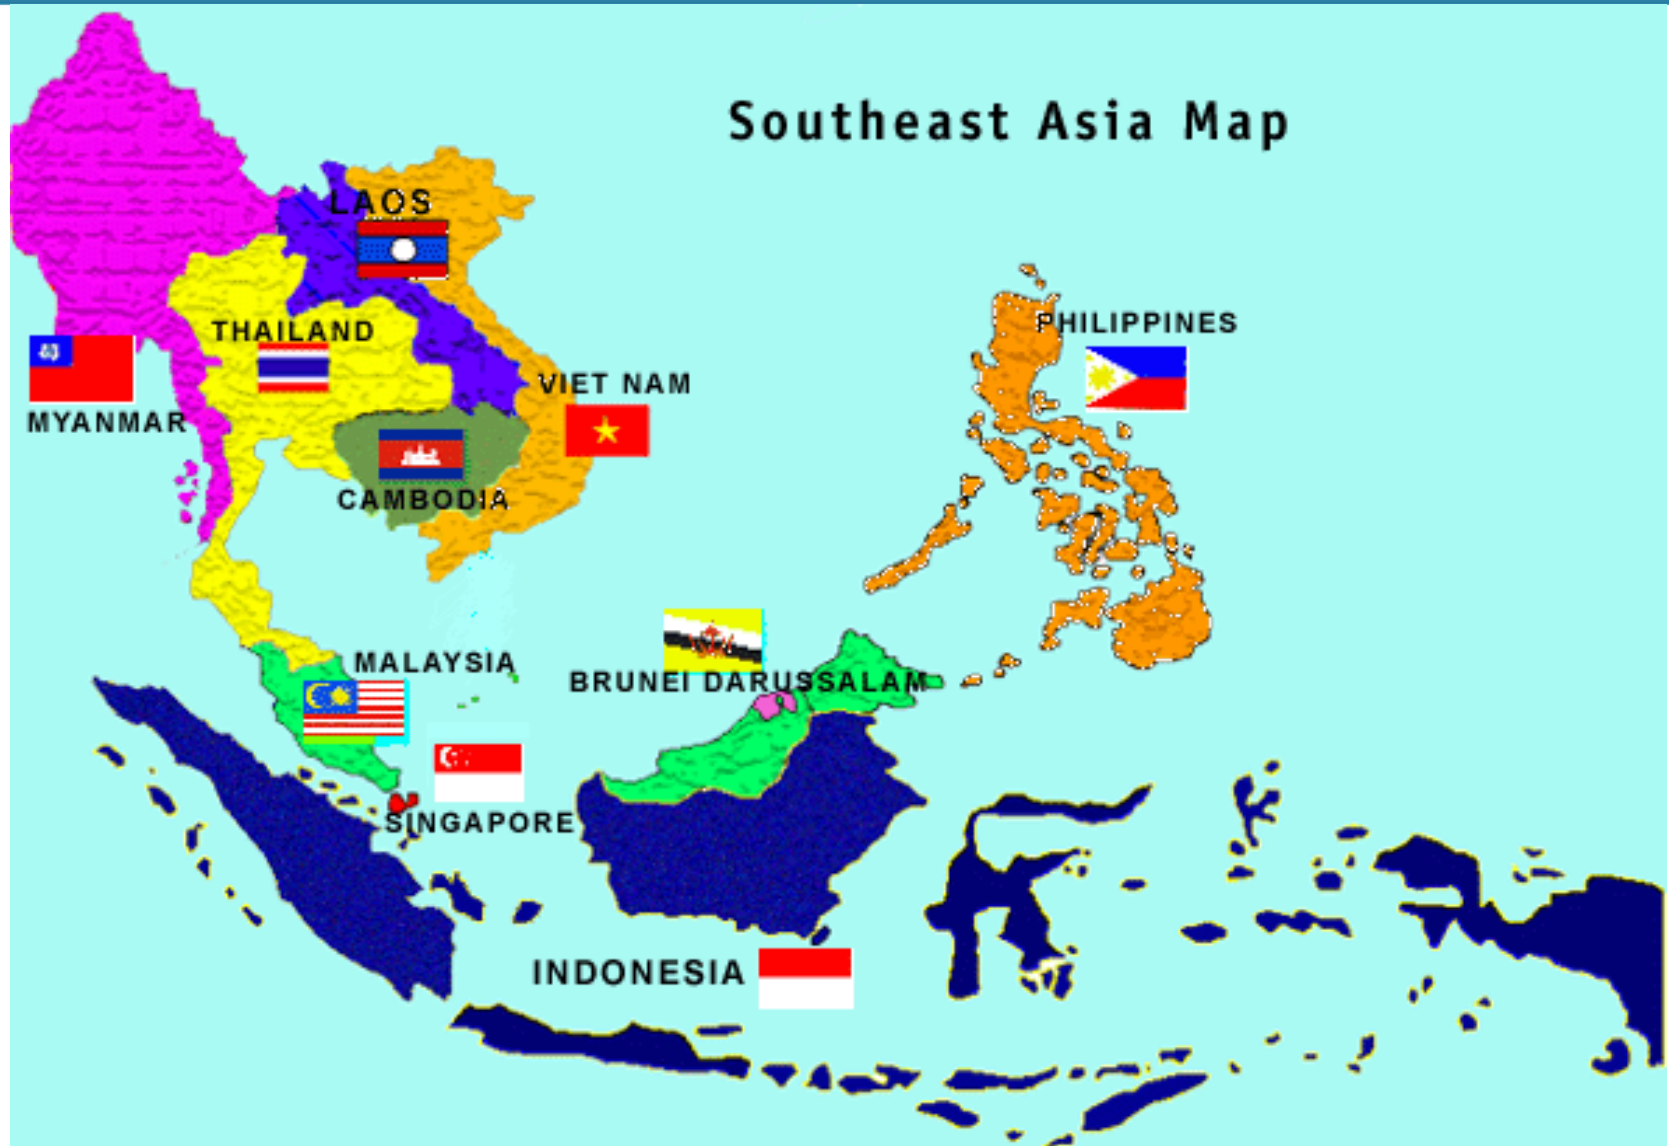 Southeast Asia Map
LAOS
PHILIPPINES
THAILAND
VIET NAM
MYANMAR
CAMBODIA
MALAYSIA
BRUNEI DARUSSALAM
SINGAPORE
INDONESIA